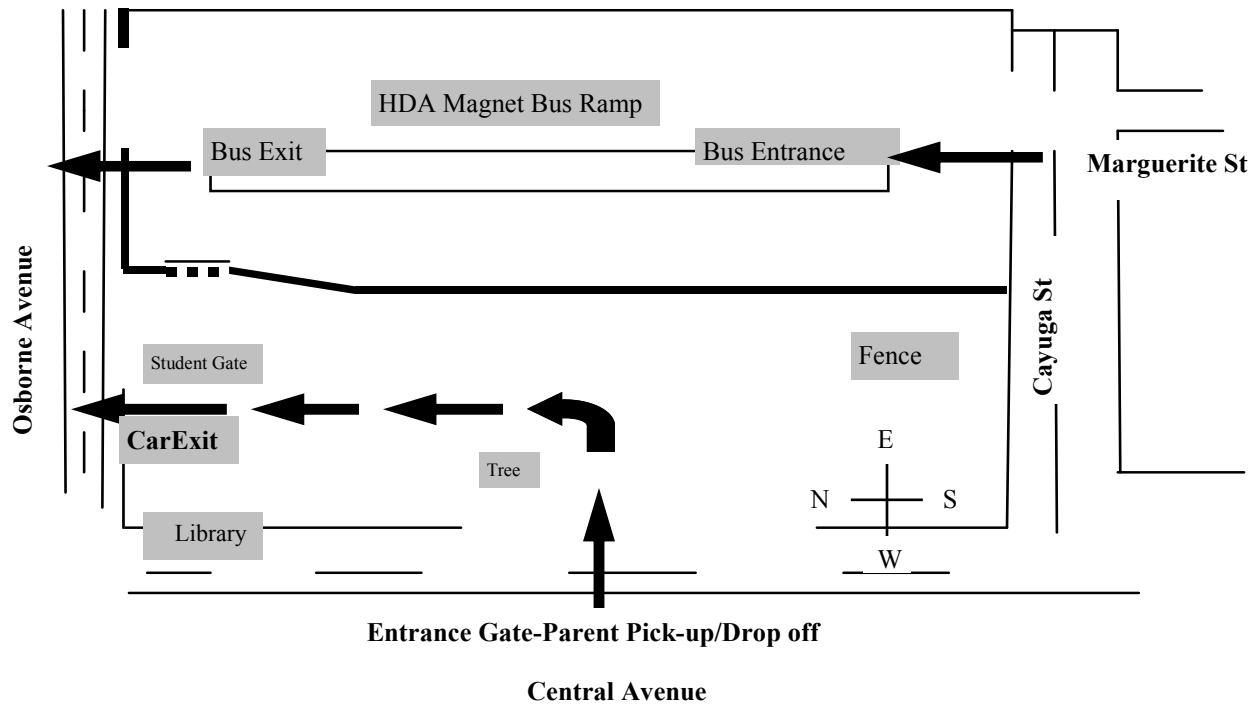 HDA Magnet Bus Ramp
Bus Exit
Bus Entrance
Marguerite St
Osborne Avenue
Cayuga St
Student Gate
Fence
CarExit
E
Tree
N
S
Library
W
Entrance Gate-Parent Pick-up/Drop off
Central Avenue